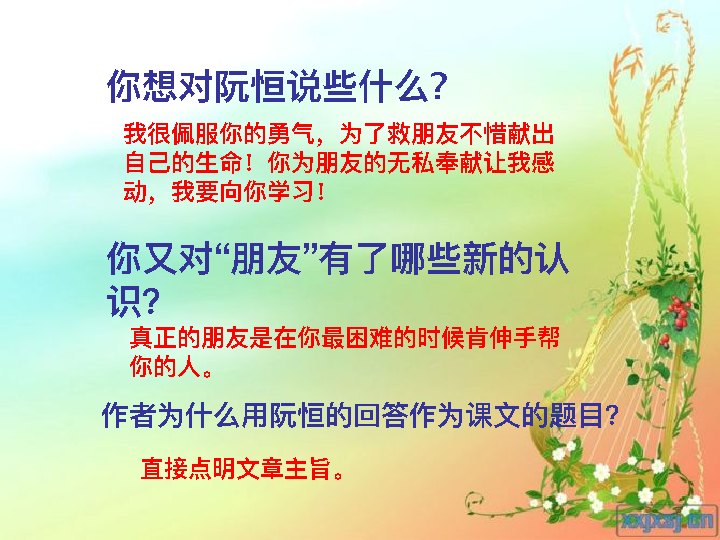 你想对阮恒说些什么？
我很佩服你的勇气，为了救朋友不惜献出
自己的生命！你为朋友的无私奉献让我感
动，我要向你学习！
你又对“朋友”有了哪些新的认
识？
真正的朋友是在你最困难的时候肯伸手帮
你的人。
作者为什么用阮恒的回答作为课文的题目？
直接点明文章主旨。